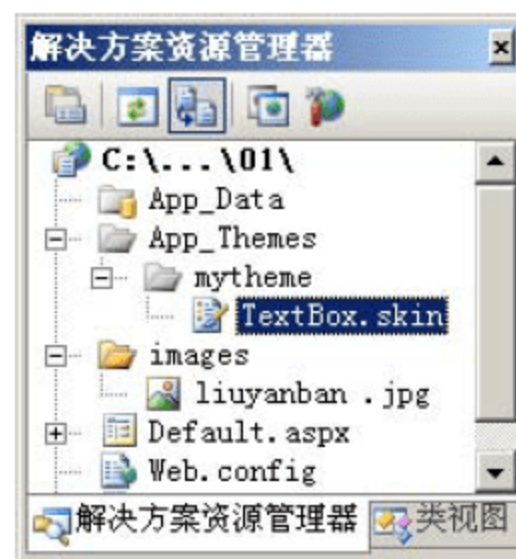 解决方案资源管理器
C:\...\01\
App_Data
App_Themes
mytheme
TextBox.skin
images
liuyanban .jpg
Default.aspx
Web.config
解决方案资源管理器 类视图